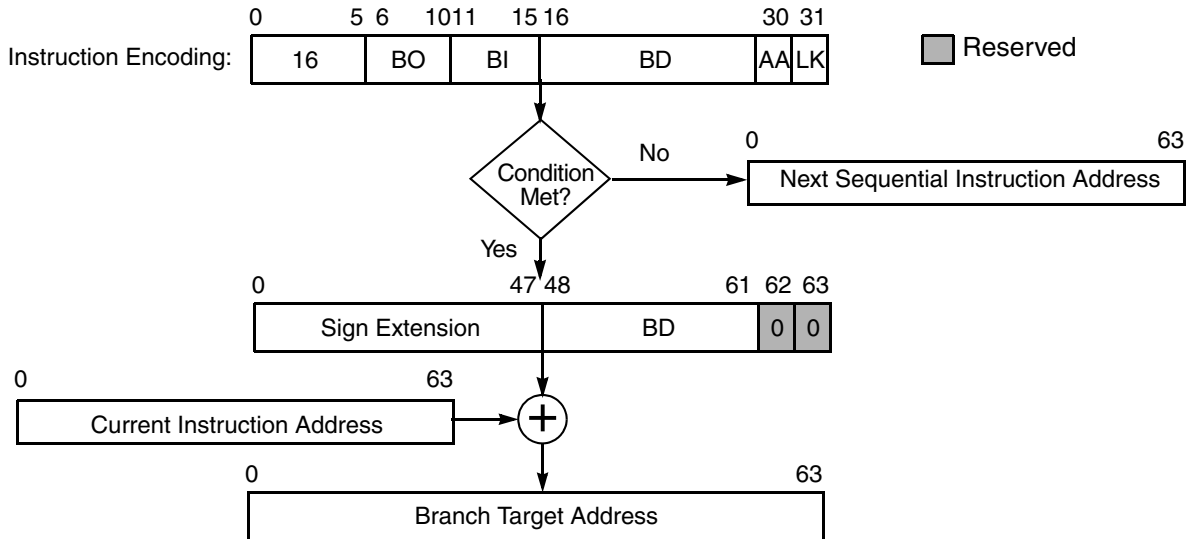 0 5 6 10 11 15 16 30 31
Instruction Encoding: 16 BO BI BD AA LK
Reserved
Condition Met?
No
0 63
Next Sequential Instruction Address
Yes
0 47 48 61 62 63
Sign Extension BD 0 0
0 63
Current Instruction Address
+
0 63
Branch Target Address